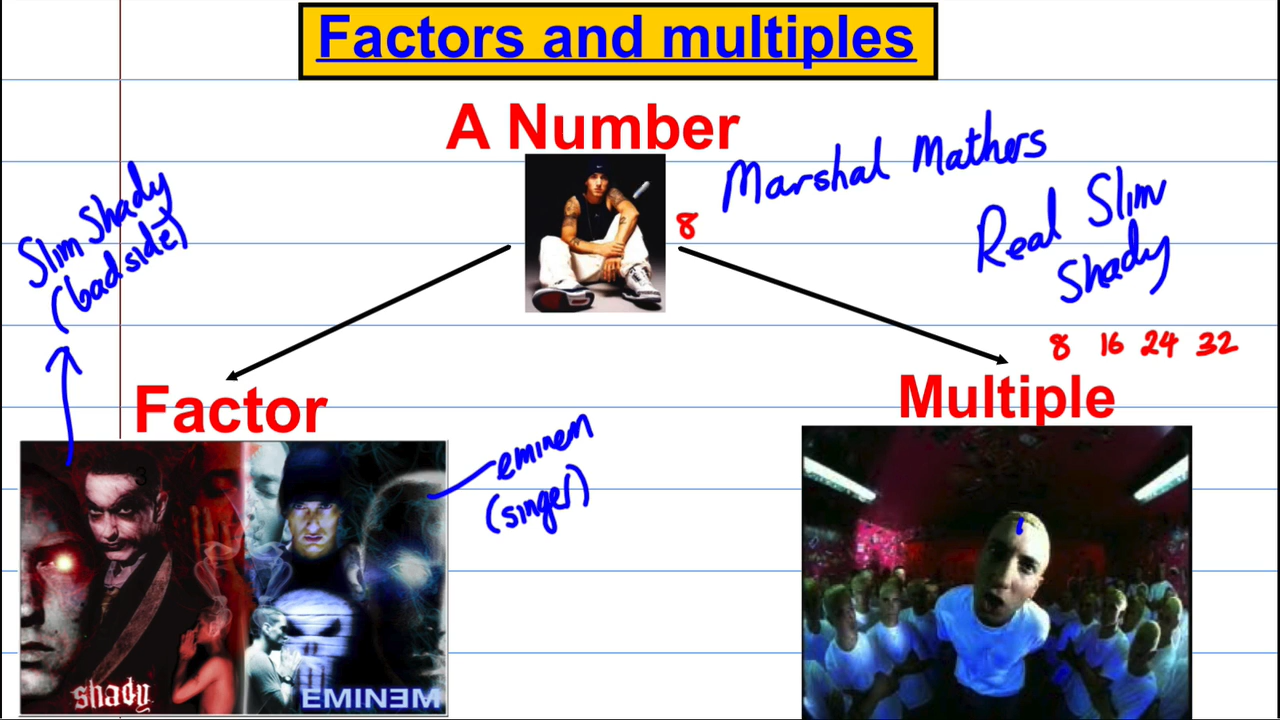 Factors and multiples
A Number
Marshal Mathers
8
Real Slim
Shady
Slim Shady
(bad side)
8 16 24 32
Factor
Multiple
eminem
(singer)
3
shady
EMINƎM